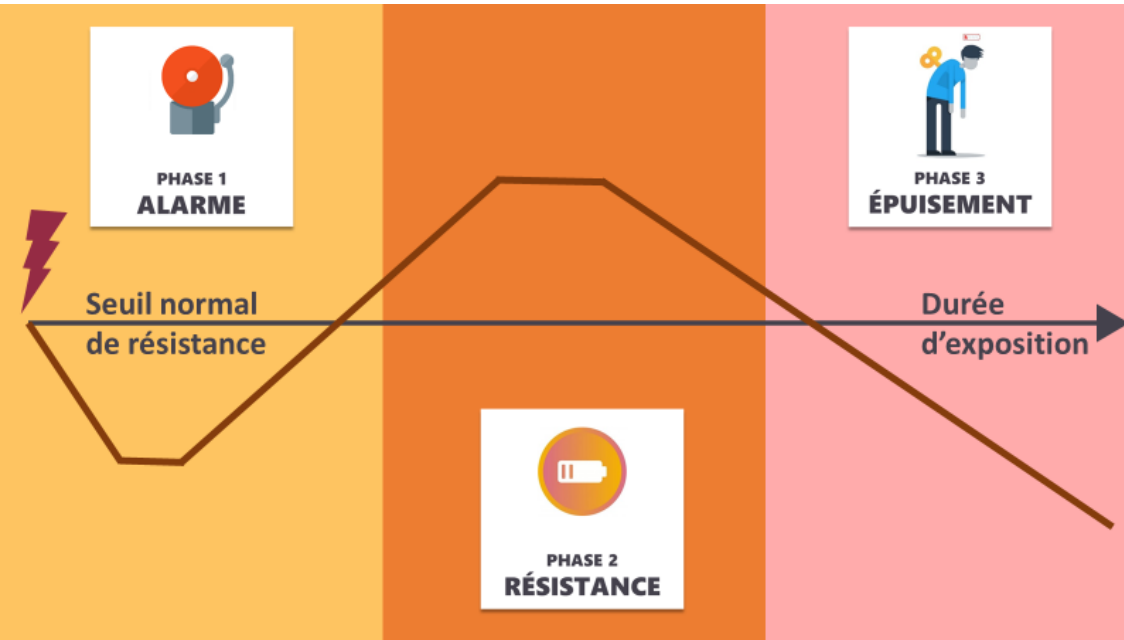 PHASE 1
ALARME
PHASE 3
ÉPUISEMENT
Seuil normal
de résistance
Durée
d’exposition
PHASE 2
RÉSISTANCE